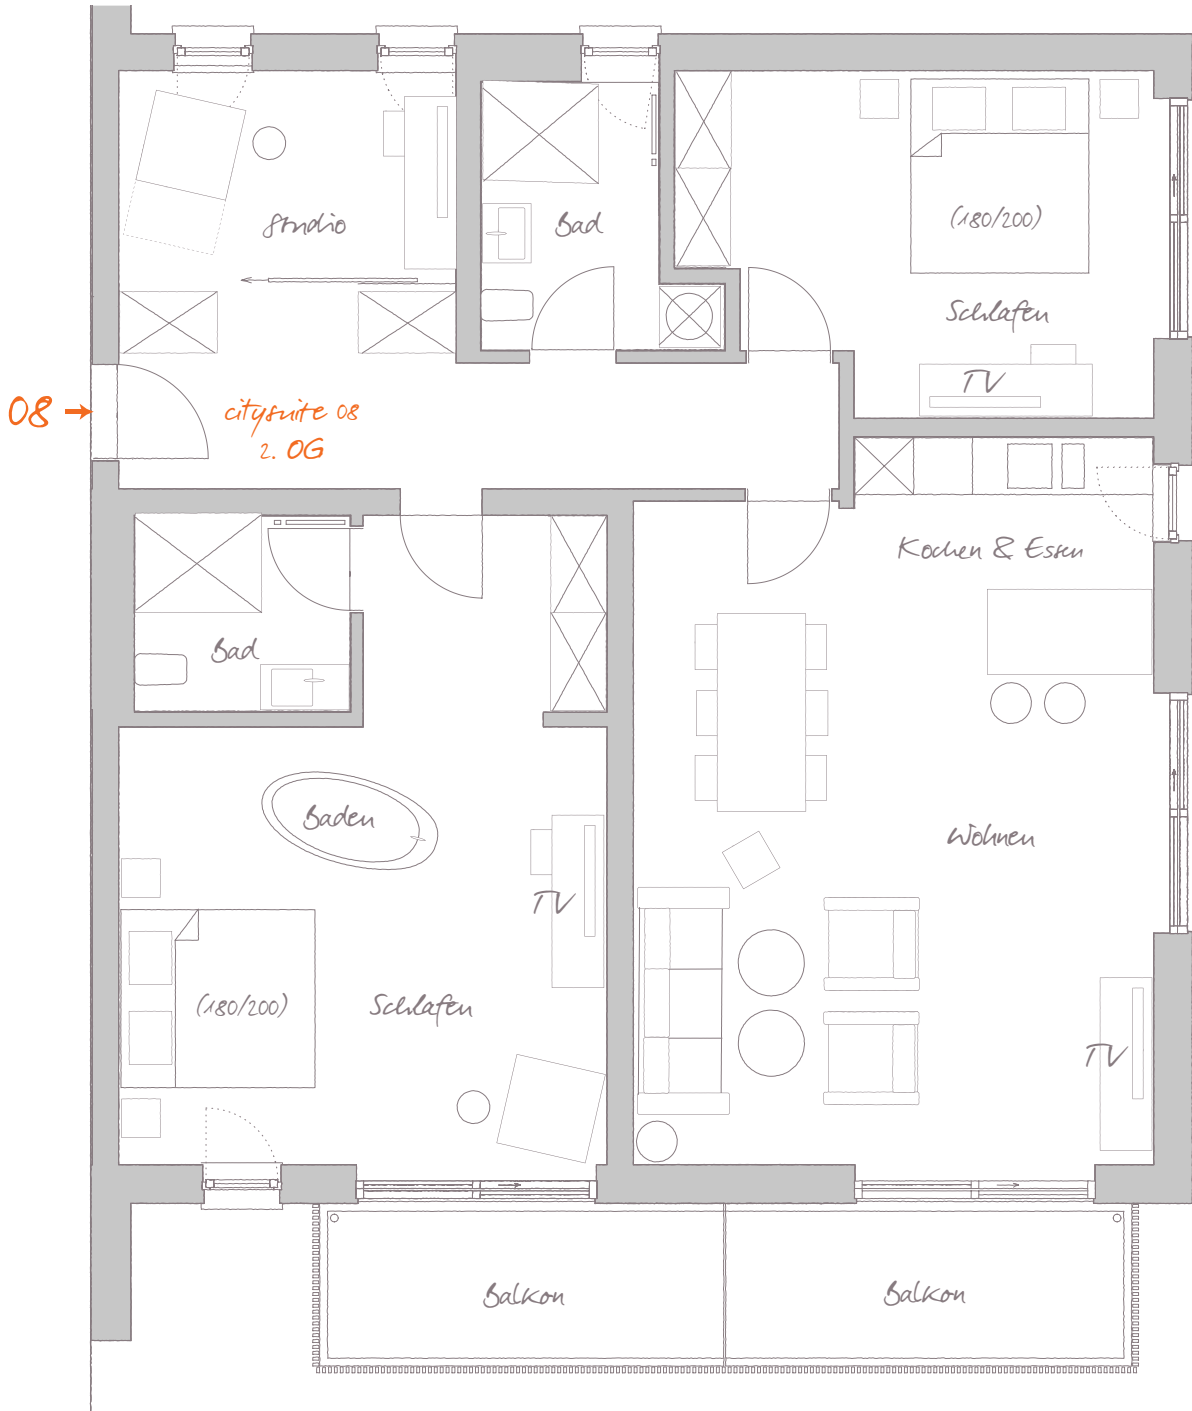 Studio
Bad
(180/200)
Schlafen
TV
08
citysuite 08
2. OG
Kochen & Essen
Bad
Baden
Wohnen
TV
(180/200)
Schlafen
TV
Balkon
Balkon